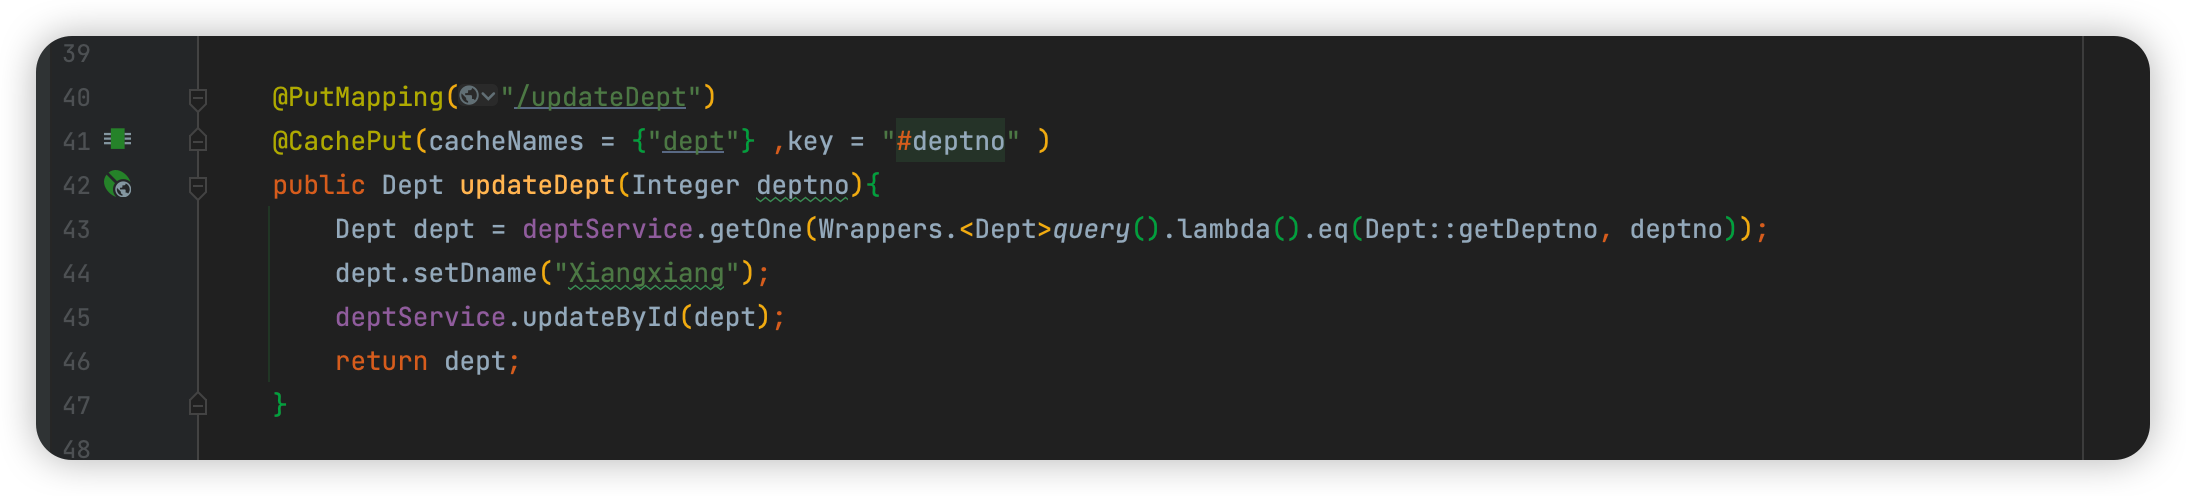 39
40 @PutMapping("/updateDept")
41 @CachePut(cacheNames = {"dept"} ,key = "#deptno" )
42 public Dept updateDept(Integer deptno){
43 Dept dept = deptService.getOne(Wrappers.<Dept>query().lambda().eq(Dept::getDeptno, deptno));
44 dept.setDname("Xiangxiang");
45 deptService.updateById(dept);
46 return dept;
47 }
48